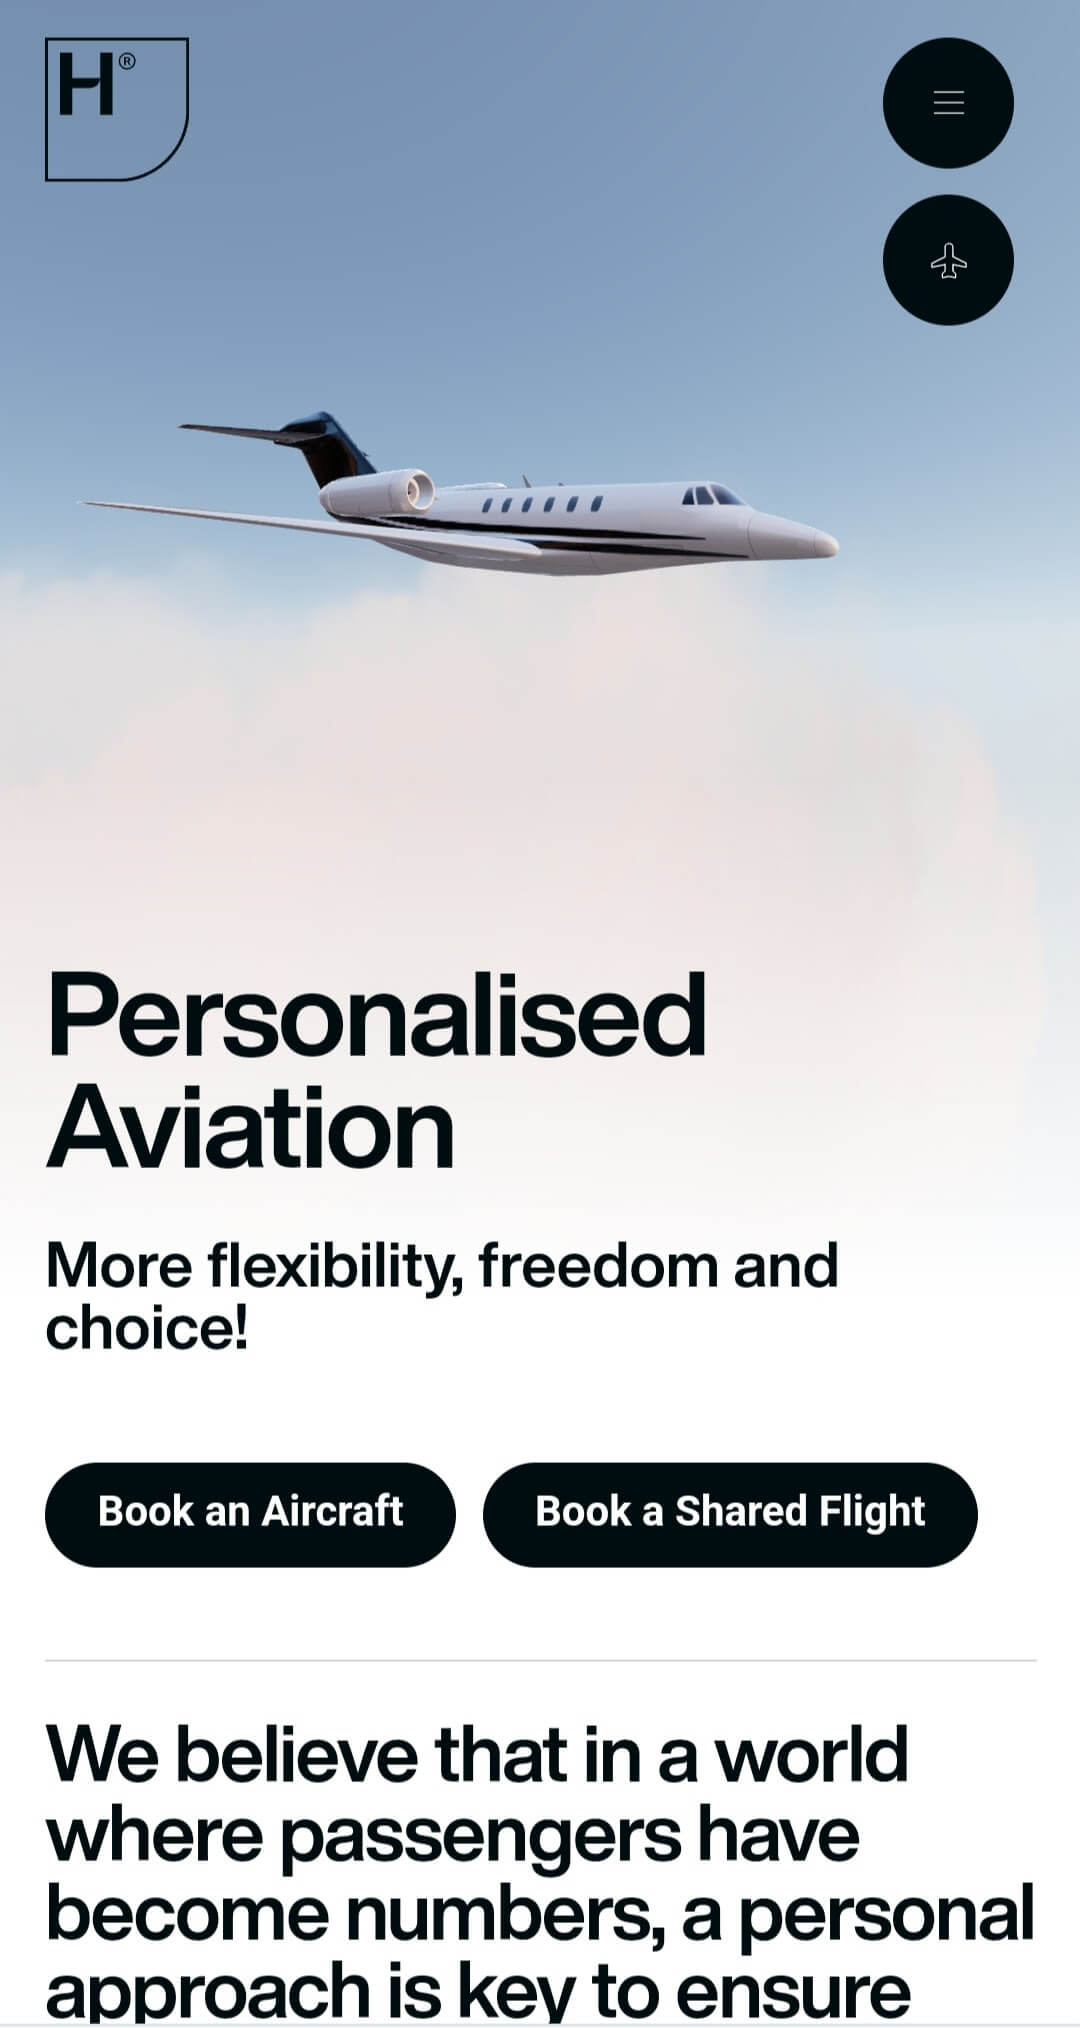 H®
Personalised
Aviation
More flexibility, freedom and
choice!
Book an Aircraft
Book a Shared Flight
We believe that in a world
where passengers have
become numbers, a personal
approach is key to ensure